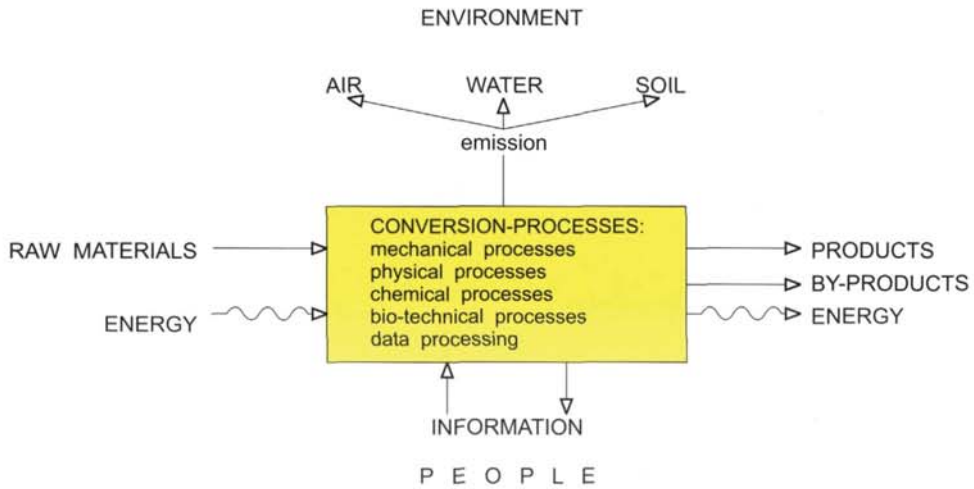 ENVIRONMENT
AIR WATER SOIL
emission
CONVERSION-PROCESSES:
RAW MATERIALS mechanical processes PRODUCTS
physical processes
chemical processes BY-PRODUCTS
ENERGY bio-technical processes ENERGY
data processing
INFORMATION
P E O P L E